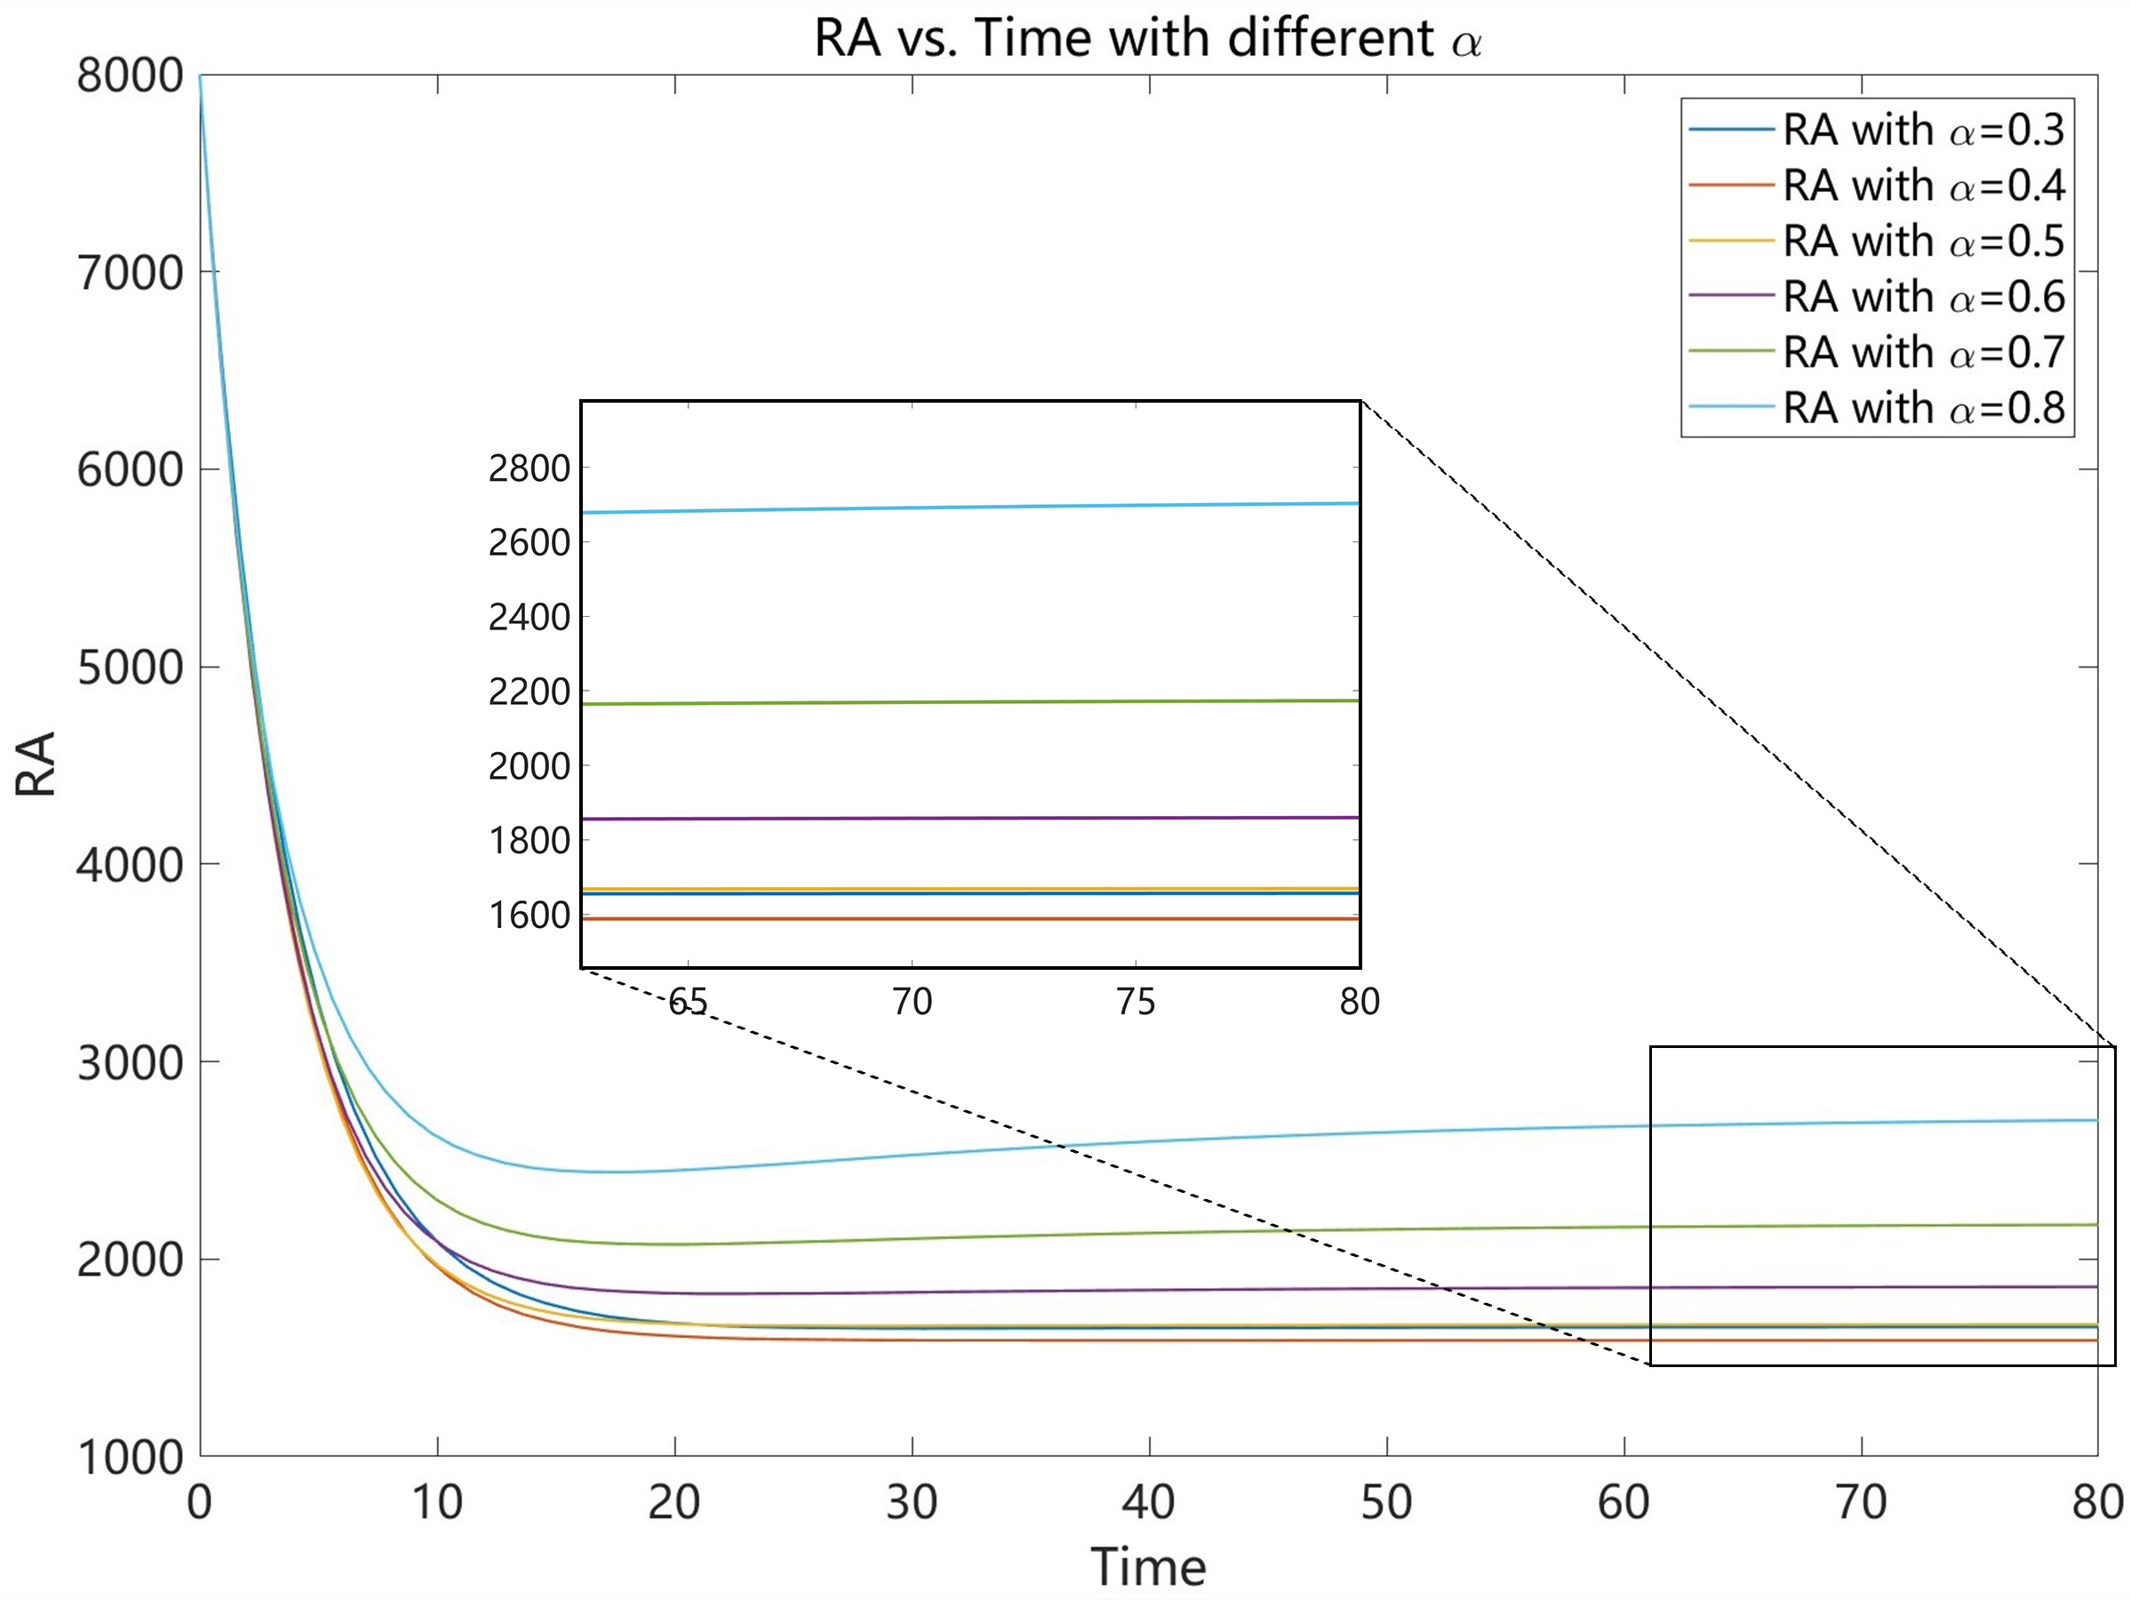 RA vs. Time with different α
8000
7000
6000
5000
4000
3000
2000
1000
RA
RA with α=0.3
RA with α=0.4
RA with α=0.5
RA with α=0.6
RA with α=0.7
RA with α=0.8
2800
2600
2400
2200
2000
1800
1600
65 70 75 80
0 10 20 30 40 50 60 70 80
Time